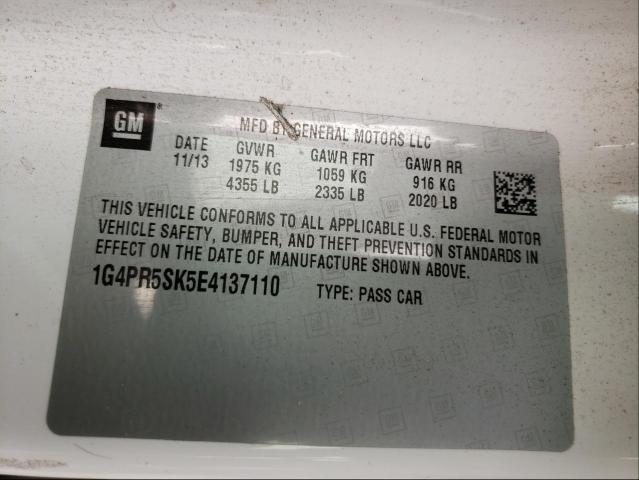 GM ®
MFD BY GENERAL MOTORS LLC
DATE GVWR GAWR FRT GAWR RR
11/13 1975 KG 1059 KG 916 KG
4355 LB 2335 LB 2020 LB
THIS VEHICLE CONFORMS TO ALL APPLICABLE U.S. FEDERAL MOTOR
VEHICLE SAFETY, BUMPER, AND THEFT PREVENTION STANDARDS IN
EFFECT ON THE DATE OF MANUFACTURE SHOWN ABOVE.
1G4PR5SK5E4137110 TYPE: PASS CAR